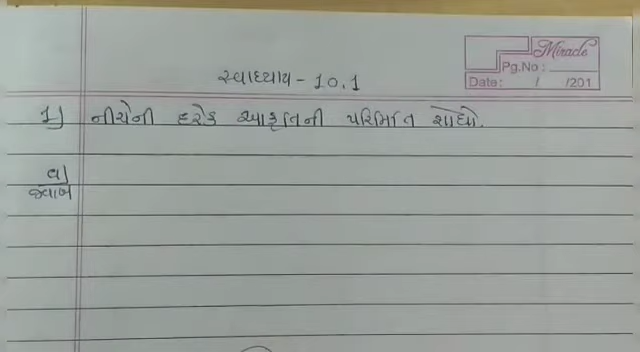 Miracle
Pg.No:
Date: / /201
સ્વાધ્યાય - 10.1
1) નીચેની દરેક આકૃતિની પરિમિતિ શોધો.
જવાબ